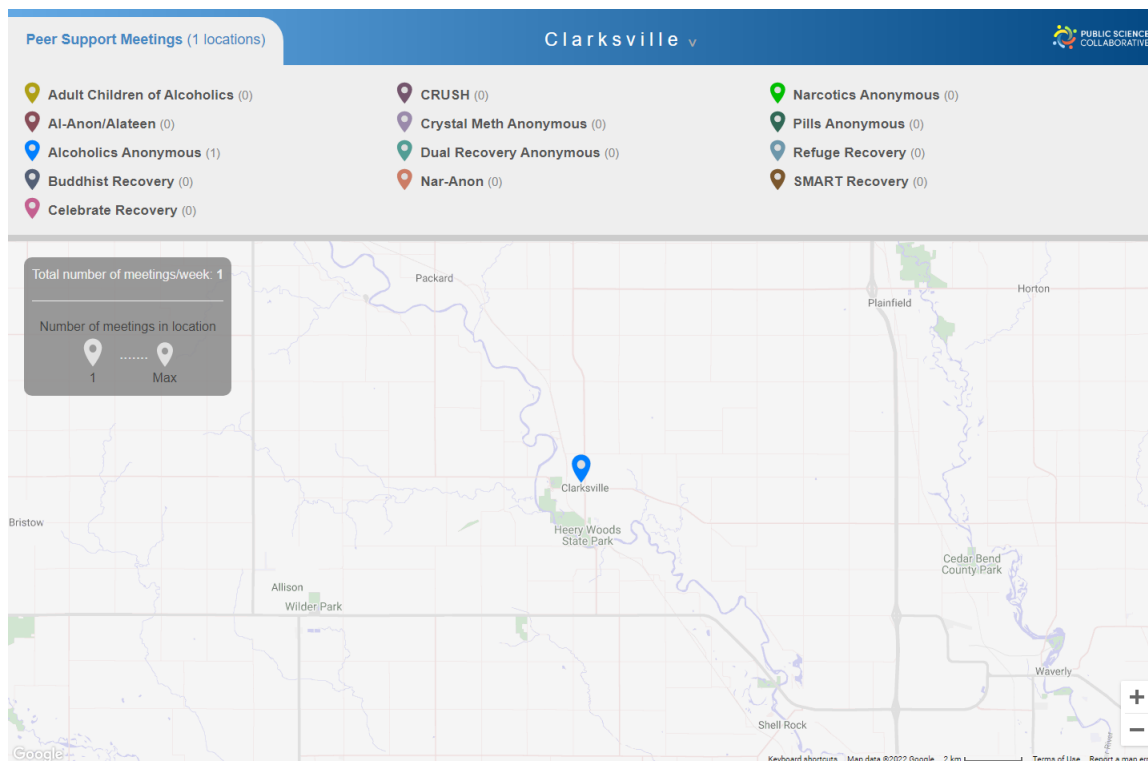 Peer Support Meetings (1 locations)
Clarksville v
PUBLIC SCIENCE
COLLABORATIVE
Adult Children of Alcoholics (0)
Al-Anon/Alateen (0)
Alcoholics Anonymous (1)
Buddhist Recovery (0)
Celebrate Recovery (0)
CRUSH (0)
Crystal Meth Anonymous (0)
Dual Recovery Anonymous (0)
Nar-Anon (0)
Narcotics Anonymous (0)
Pills Anonymous (0)
Refuge Recovery (0)
SMART Recovery (0)
Total number of meetings/week: 1
Number of meetings in location
1 ....... Max
Packard
Plainfield
Horton
Clarksville
Bristow
Heery Woods
State Park
Cedar Bend
County Park
Allison
Wilder Park
Waverly
Shell Rock
+
−
Google
Keyboard shortcuts Map data ©2022 Google 2 km Terms of Use Report a map er